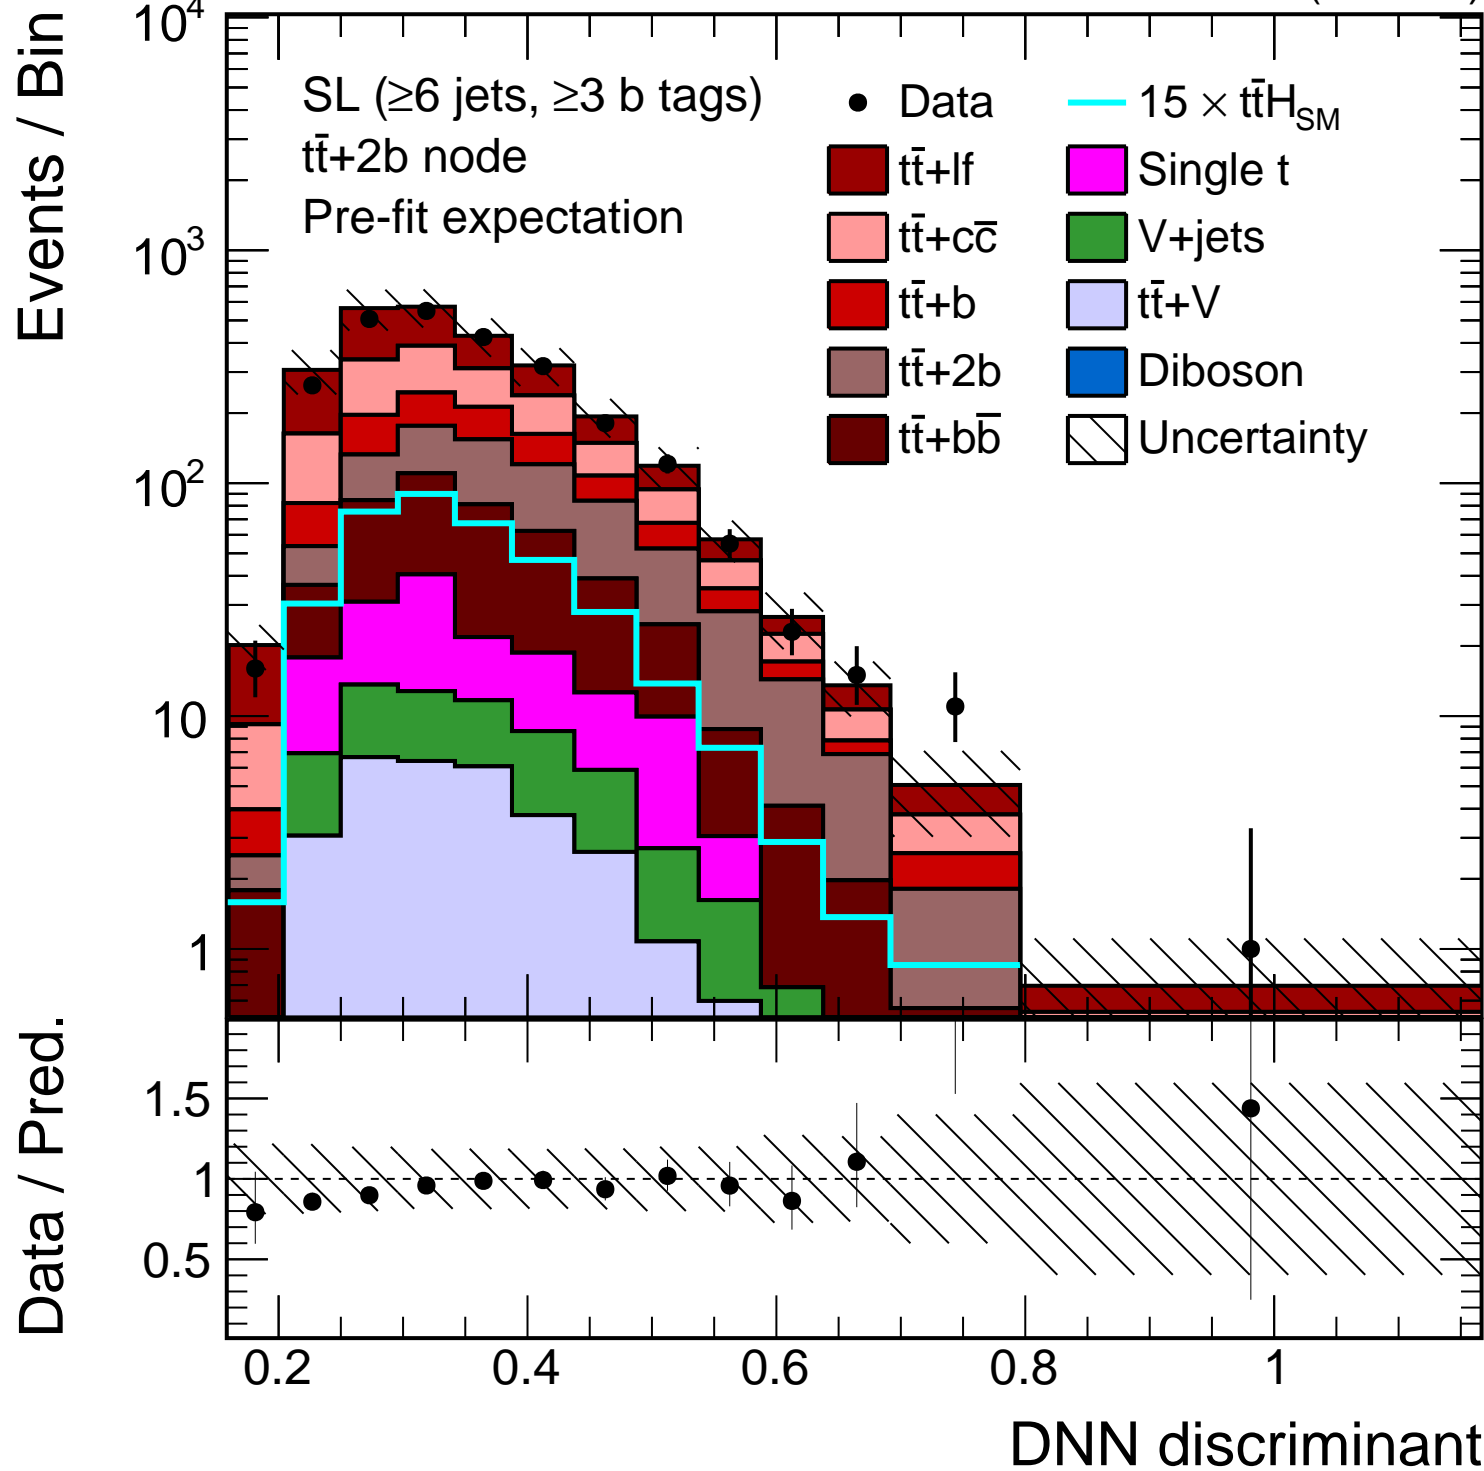 Events / Bin
10⁴
10³
10²
10
1
SL (≥6 jets, ≥3 b tags)
tt̄+2b node
Pre-fit expectation
Data
15 × tt̄H_SM
tt̄+lf
Single t
tt̄+cc̄
V+jets
tt̄+b
tt̄+V
tt̄+2b
Diboson
tt̄+bb̄
Uncertainty
Data / Pred.
1.5
1
0.5
0.2 0.4 0.6 0.8 1
DNN discriminant